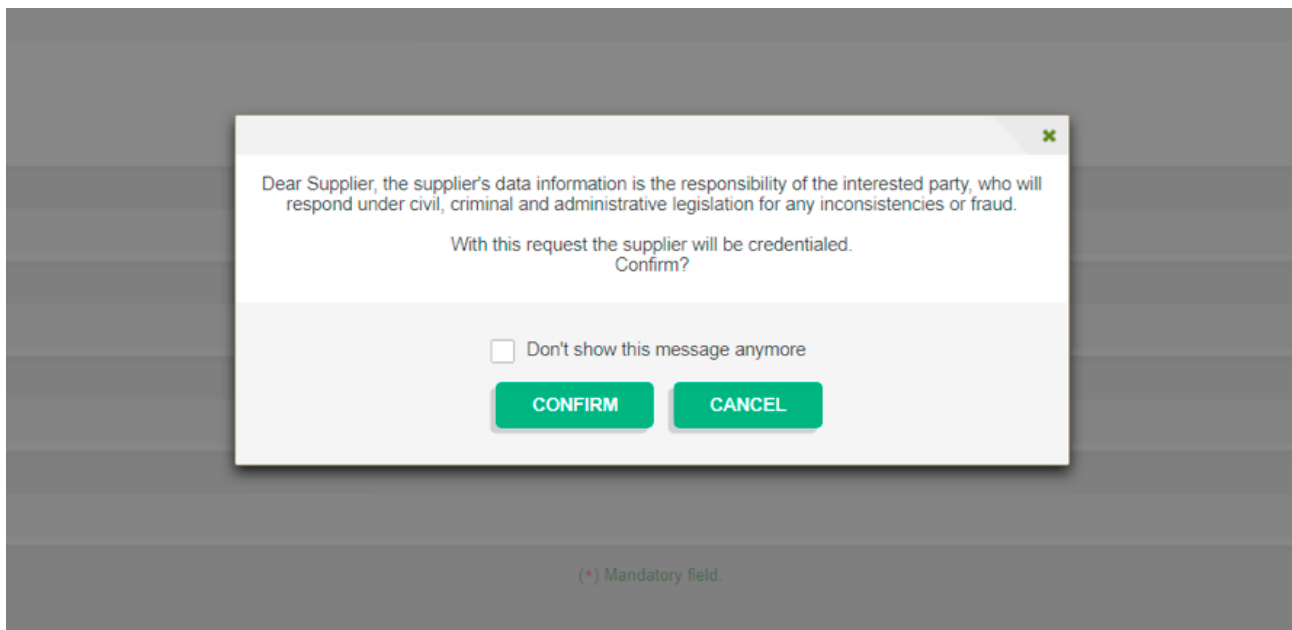 Dear Supplier, the supplier's data information is the responsibility of the interested party, who will
respond under civil, criminal and administrative legislation for any inconsistencies or fraud.
With this request the supplier will be credentialed.
Confirm?
Don't show this message anymore
CONFIRM CANCEL
(*) Mandatory field.